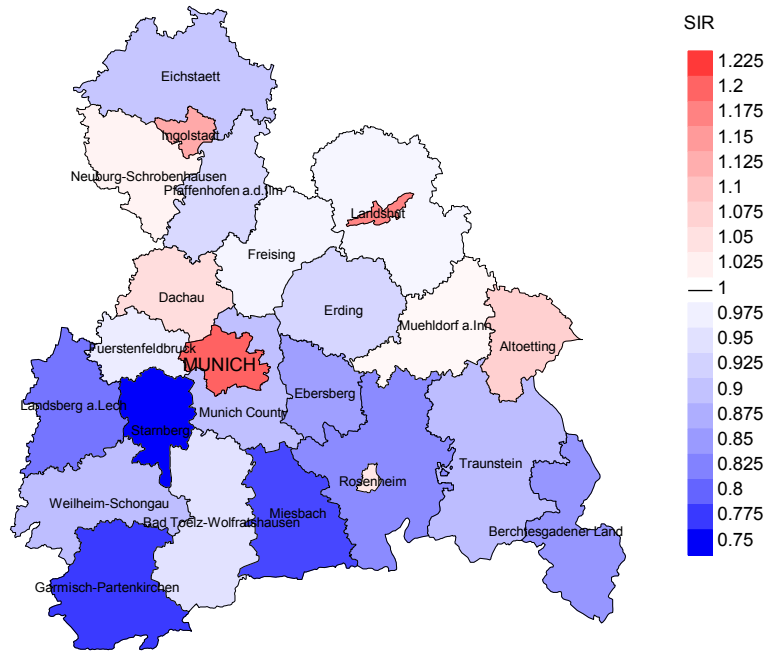 SIR
Eichstaett
Ingolstadt
Neuburg-Schrobenhausen
Pfaffenhofen a.d.Ilm
Landshut
Freising
Dachau
Erding
Muehldorf a.Inn
Altoetting
Fuerstenfeldbruck
MUNICH
Ebersberg
Landsberg a.Lech
Munich County
Starnberg
Traunstein
Rosenheim
Weilheim-Schongau
Miesbach
Bad Toelz-Wolfratshausen
Berchtesgadener Land
Garmisch-Partenkirchen
1.225
1.2
1.175
1.15
1.125
1.1
1.075
1.05
1.025
1
0.975
0.95
0.925
0.9
0.875
0.85
0.825
0.8
0.775
0.75